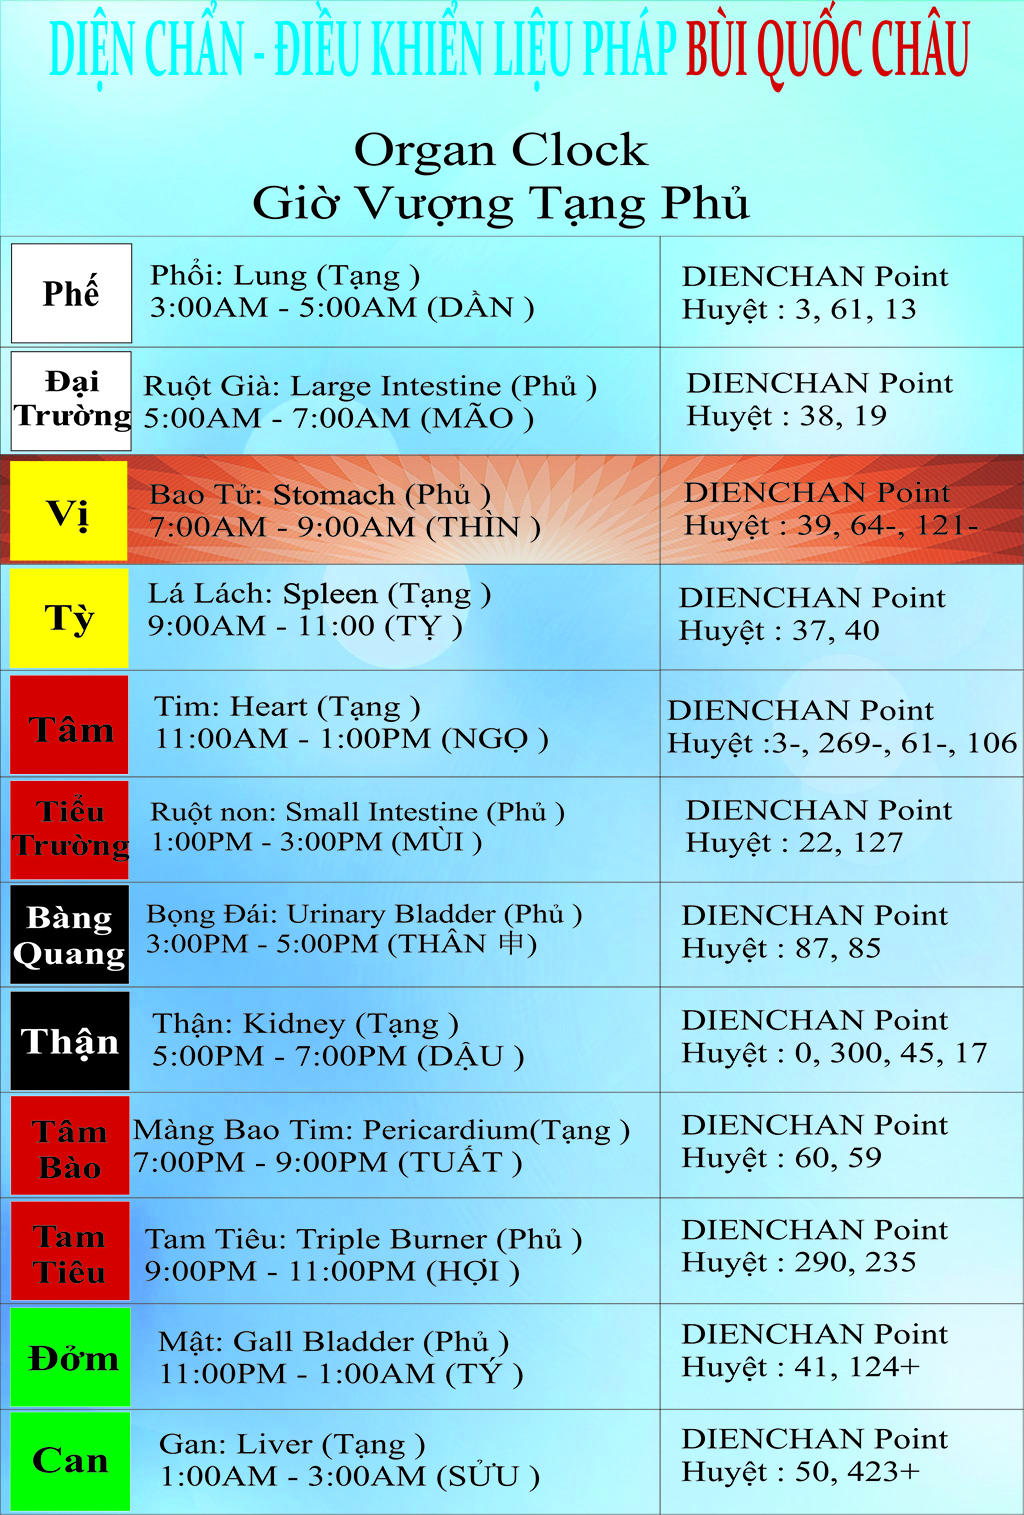 DIỆN CHẨN - ĐIỀU KHIỂN LIỆU PHÁP BÙI QUỐC CHÂU
Organ Clock
Giờ Vượng Tạng Phủ
Phế
Phổi: Lung (Tạng )
3:00AM - 5:00AM (DẦN )
DIENCHAN Point
Huyệt : 3, 61, 13
Đại
Trường
Ruột Già: Large Intestine (Phủ )
5:00AM - 7:00AM (MÃO )
DIENCHAN Point
Huyệt : 38, 19
Vị
Bao Tử: Stomach (Phủ )
7:00AM - 9:00AM (THÌN )
DIENCHAN Point
Huyệt : 39, 64-, 121-
Tỳ
Lá Lách: Spleen (Tạng )
9:00AM - 11:00 (TỴ )
DIENCHAN Point
Huyệt : 37, 40
Tâm
Tim: Heart (Tạng )
11:00AM - 1:00PM (NGỌ )
DIENCHAN Point
Huyệt :3-, 269-, 61-, 106
Tiểu
Trường
Ruột non: Small Intestine (Phủ )
1:00PM - 3:00PM (MÙI )
DIENCHAN Point
Huyệt : 22, 127
Bàng
Quang
Bọng Đái: Urinary Bladder (Phủ )
3:00PM - 5:00PM (THÂN 申)
DIENCHAN Point
Huyệt : 87, 85
Thận
Thận: Kidney (Tạng )
5:00PM - 7:00PM (DẬU )
DIENCHAN Point
Huyệt : 0, 300, 45, 17
Tâm
Bào
Màng Bao Tim: Pericardium(Tạng )
7:00PM - 9:00PM (TUẤT )
DIENCHAN Point
Huyệt : 60, 59
Tam
Tiêu
Tam Tiêu: Triple Burner (Phủ )
9:00PM - 11:00PM (HỢI )
DIENCHAN Point
Huyệt : 290, 235
Đởm
Mật: Gall Bladder (Phủ )
11:00PM - 1:00AM (TÝ )
DIENCHAN Point
Huyệt : 41, 124+
Can
Gan: Liver (Tạng )
1:00AM - 3:00AM (SỬU )
DIENCHAN Point
Huyệt : 50, 423+